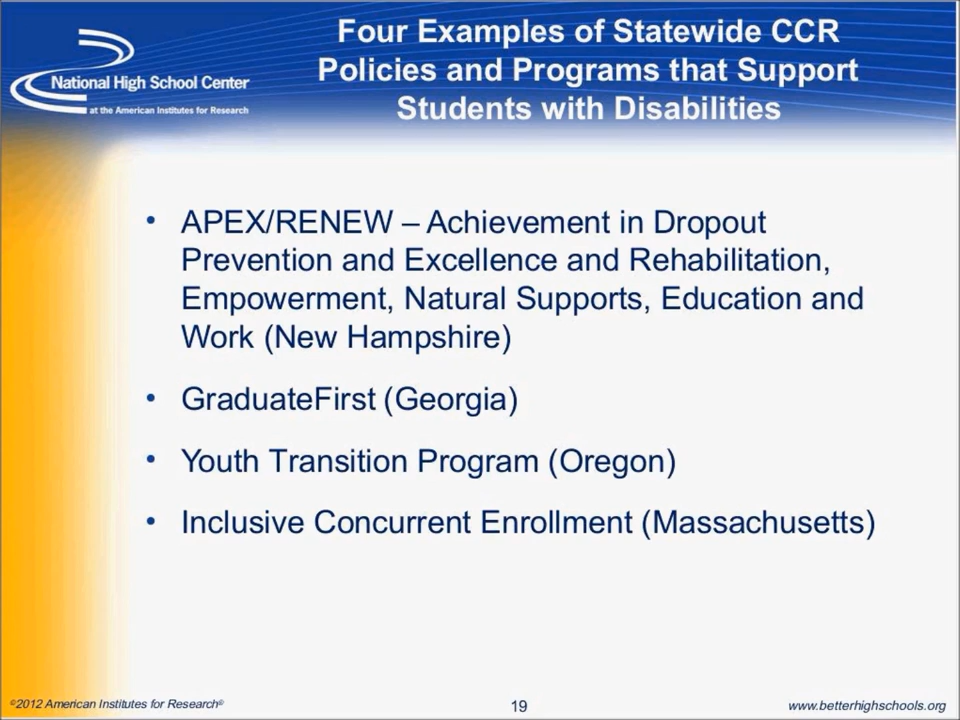 Four Examples of Statewide CCR
Policies and Programs that Support
Students with Disabilities
National High School Center
at the American Institutes for Research
• APEX/RENEW – Achievement in Dropout
Prevention and Excellence and Rehabilitation,
Empowerment, Natural Supports, Education and
Work (New Hampshire)
• GraduateFirst (Georgia)
• Youth Transition Program (Oregon)
• Inclusive Concurrent Enrollment (Massachusetts)
©2012 American Institutes for Research®
19
www.betterhighschools.org